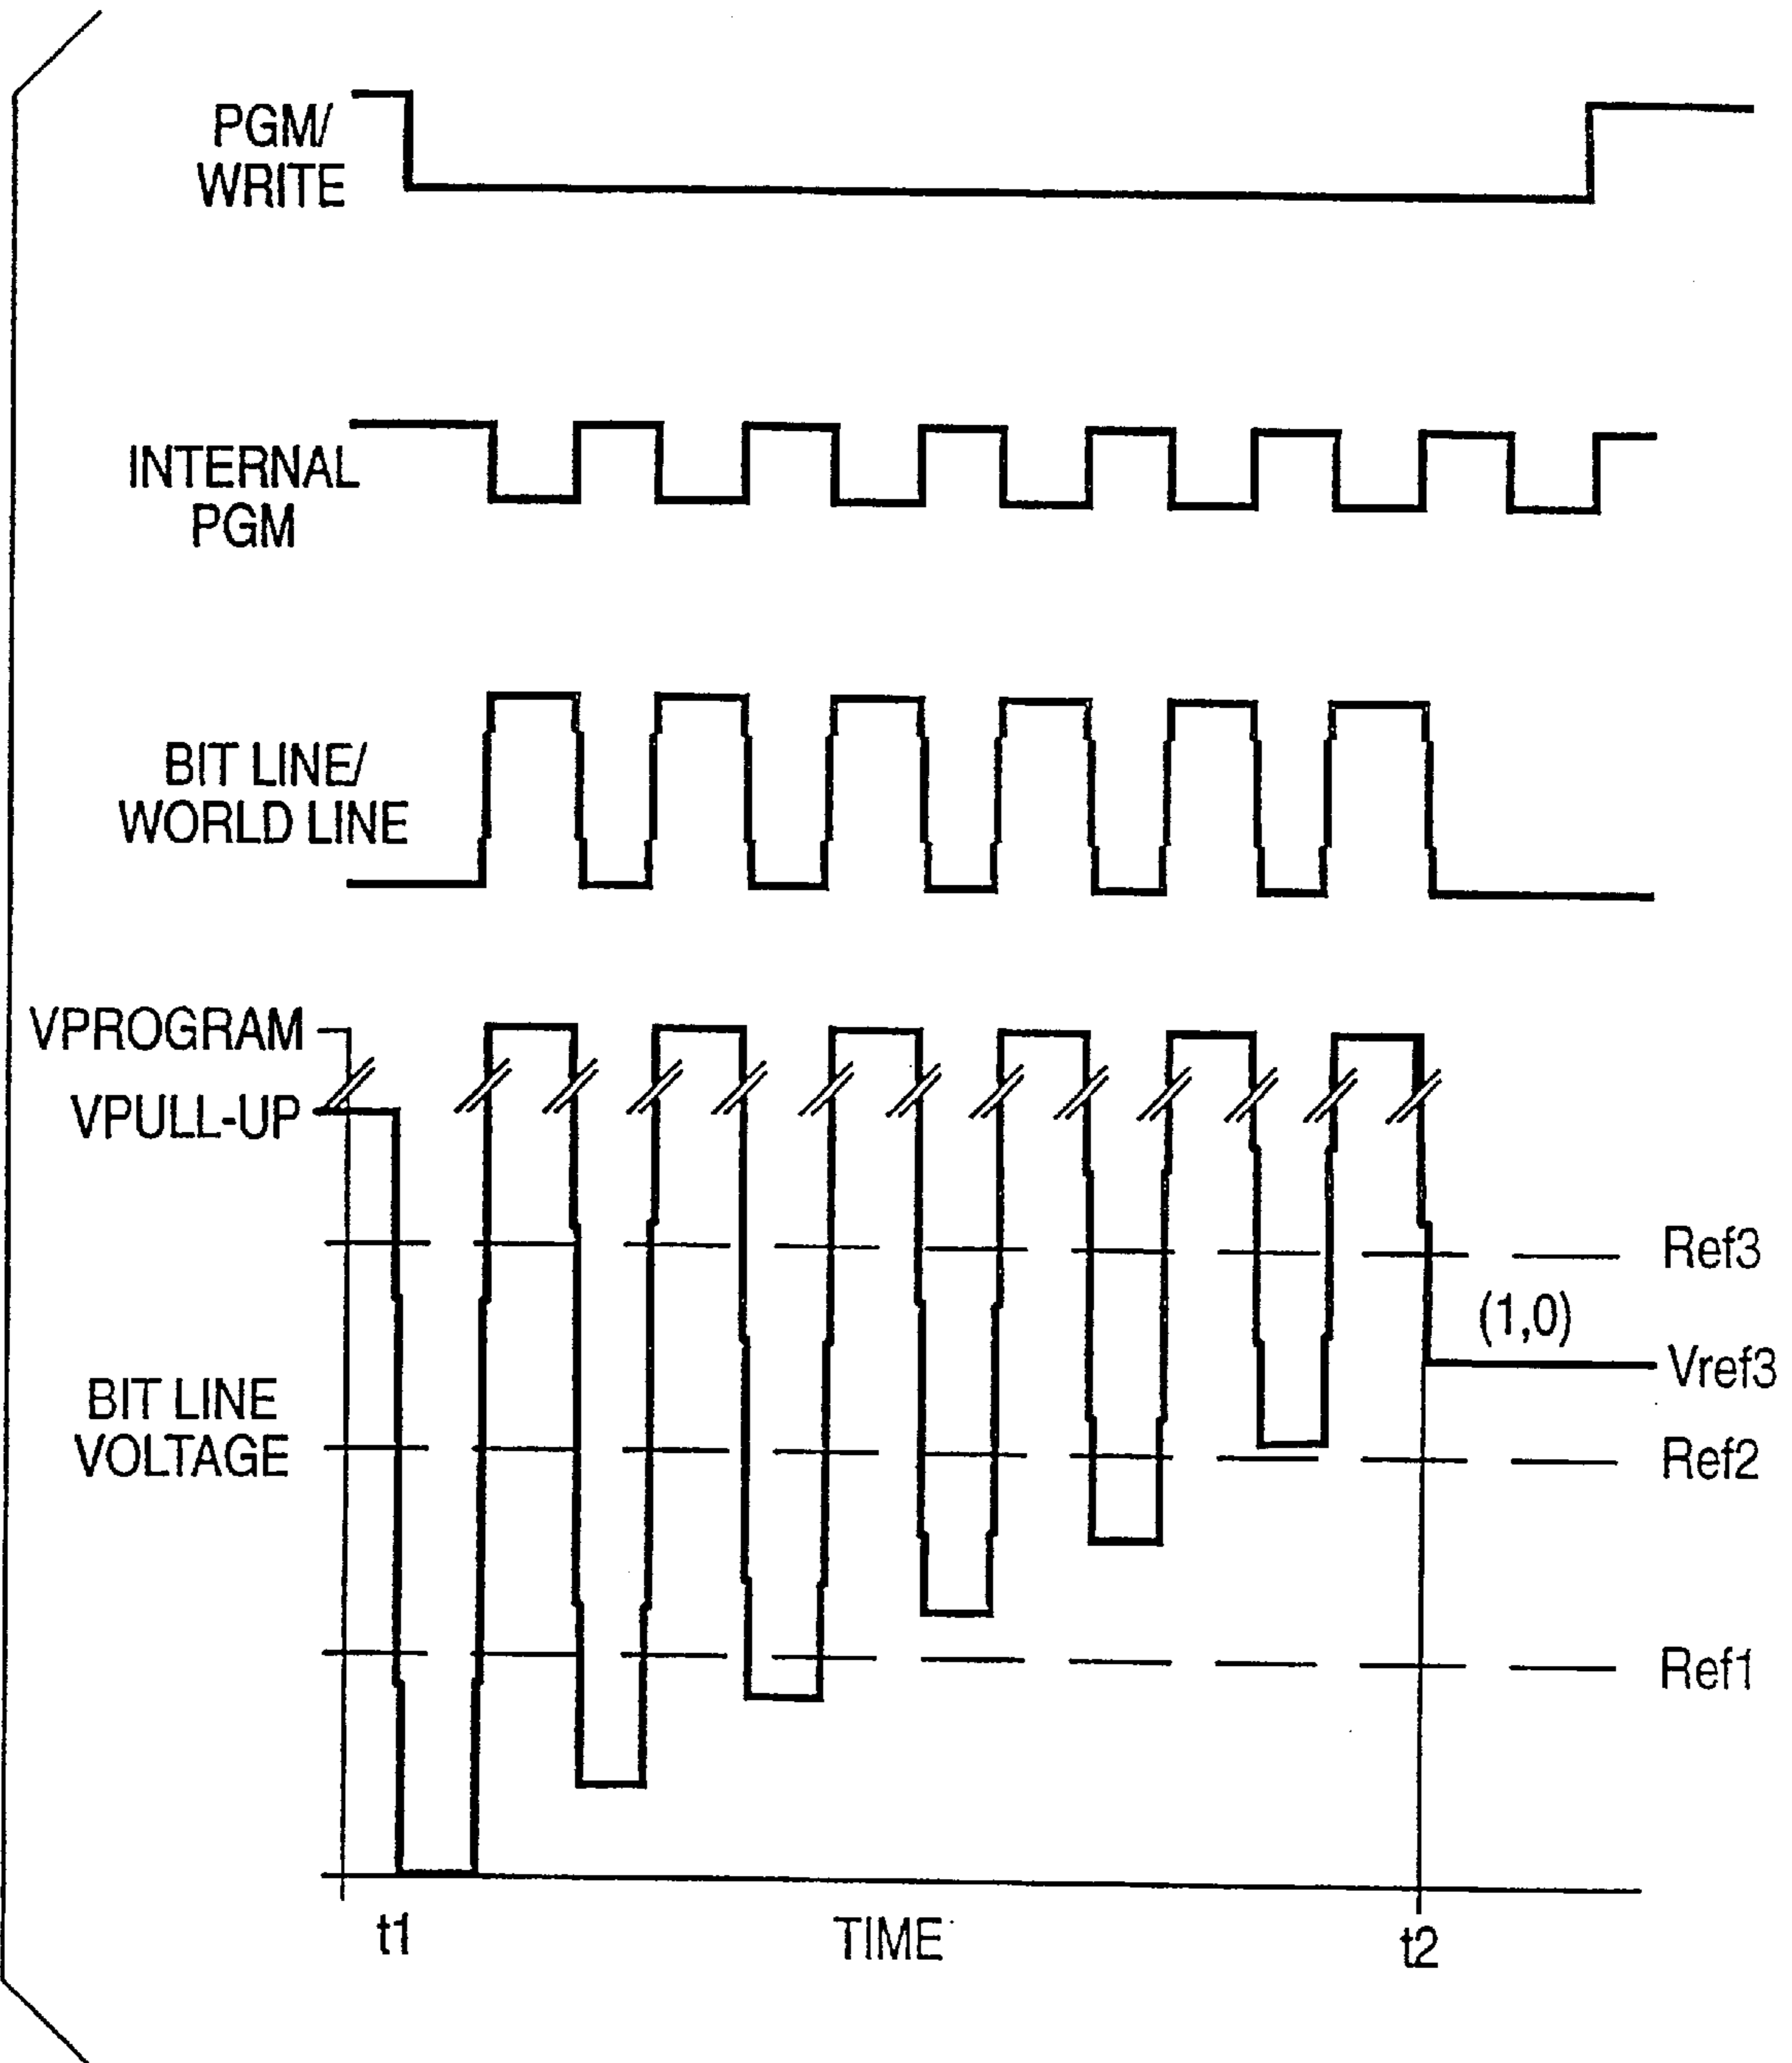 PGM/
WRITE
INTERNAL
PGM
BIT LINE/
WORLD LINE
VPROGRAM
VPULL-UP
Ref3
(1,0)
Vref3
BIT LINE
VOLTAGE
Ref2
Ref1
t1
TIME
t2